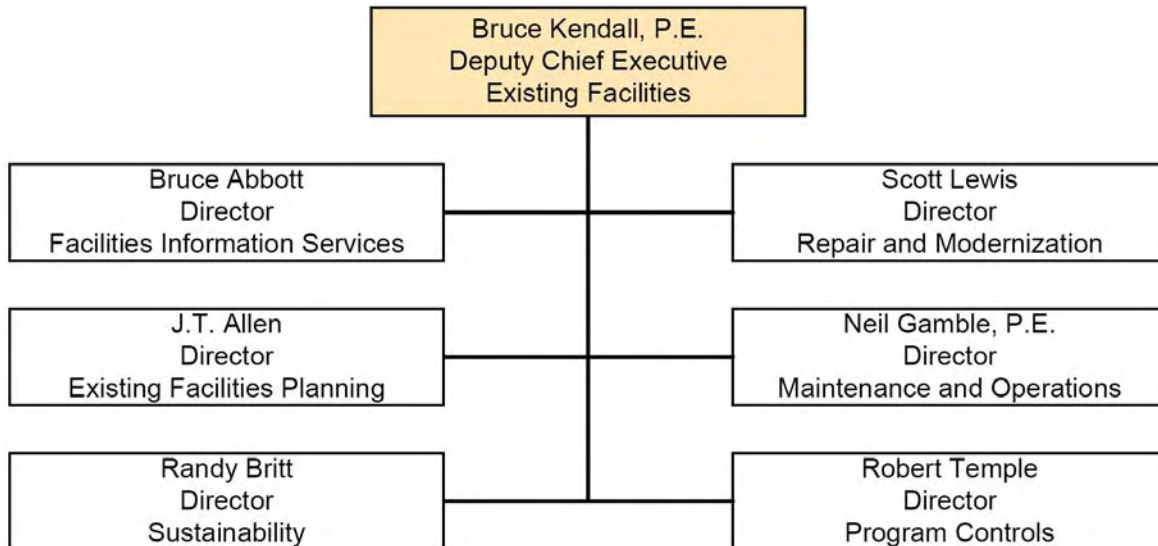 Bruce Kendall, P.E.
Deputy Chief Executive
Existing Facilities
Bruce Abbott
Director
Facilities Information Services
Scott Lewis
Director
Repair and Modernization
J.T. Allen
Director
Existing Facilities Planning
Neil Gamble, P.E.
Director
Maintenance and Operations
Randy Britt
Director
Sustainability
Robert Temple
Director
Program Controls